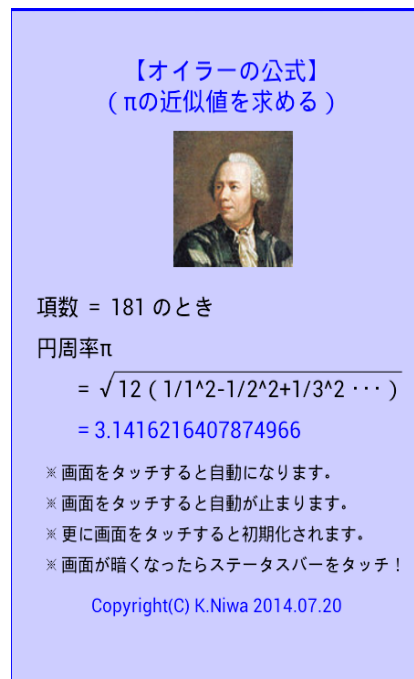 【オイラーの公式】
( πの近似値を求める )
項数 = 181 のとき
円周率π
= √ 12 ( 1/1^2-1/2^2+1/3^2 ･･･ )
= 3.1416216407874966
※画面をタッチすると自動になります。
※画面をタッチすると自動が止まります。
※更に画面をタッチすると初期化されます。
※画面が暗くなったらステータスバーをタッチ！
Copyright(C) K.Niwa 2014.07.20